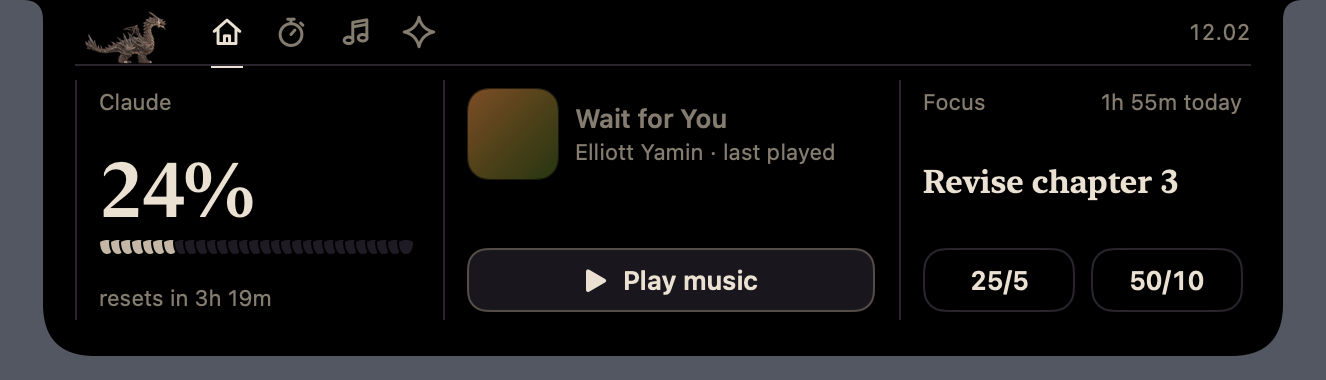 12.02
Claude
24%
resets in 3h 19m
Wait for You
Elliott Yamin · last played
Play music
Focus
1h 55m today
Revise chapter 3
25/5
50/10